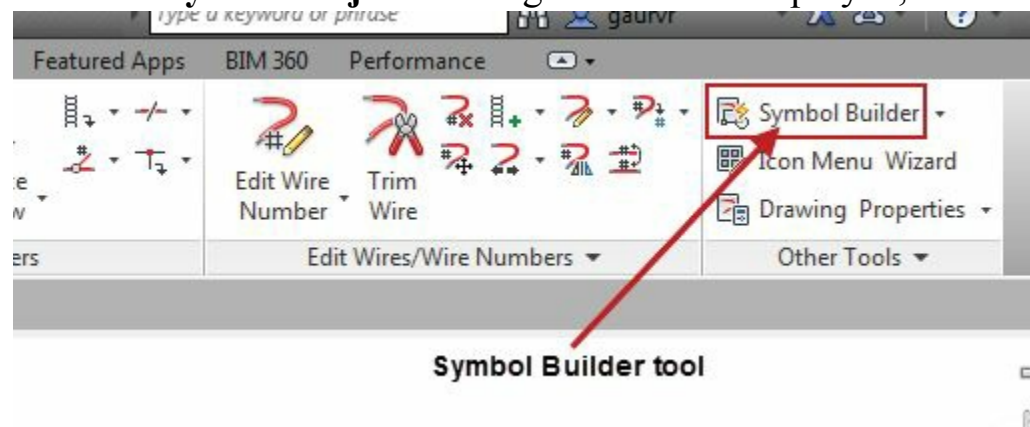 Type a keyword or phrase gaurvr
Featured Apps BIM 360 Performance
Symbol Builder
Icon Menu Wizard
Edit Wire Number
Trim Wire
Drawing Properties
ers Edit Wires/Wire Numbers Other Tools
Symbol Builder tool